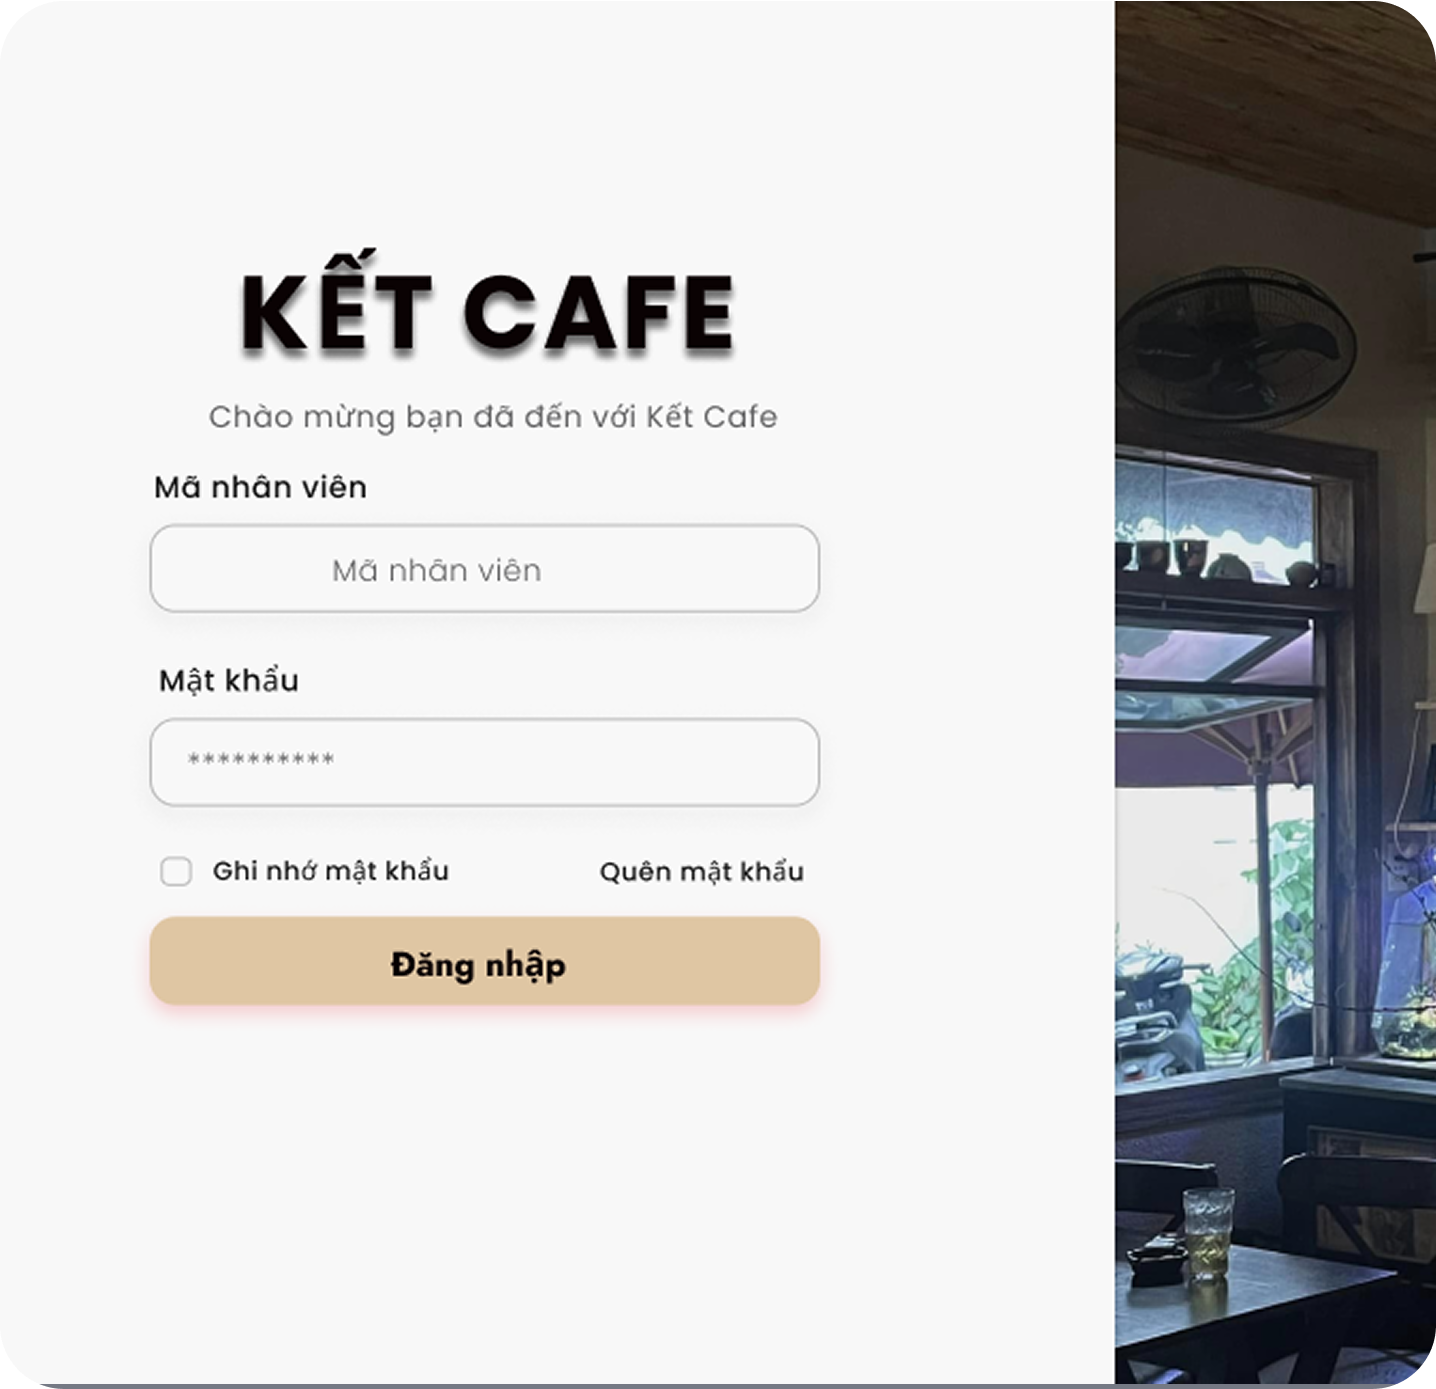 KẾT CAFE
Chào mừng bạn đã đến với Kết Cafe
Mã nhân viên
Mã nhân viên
Mật khẩu
**********
Ghi nhớ mật khẩu Quên mật khẩu
Đăng nhập